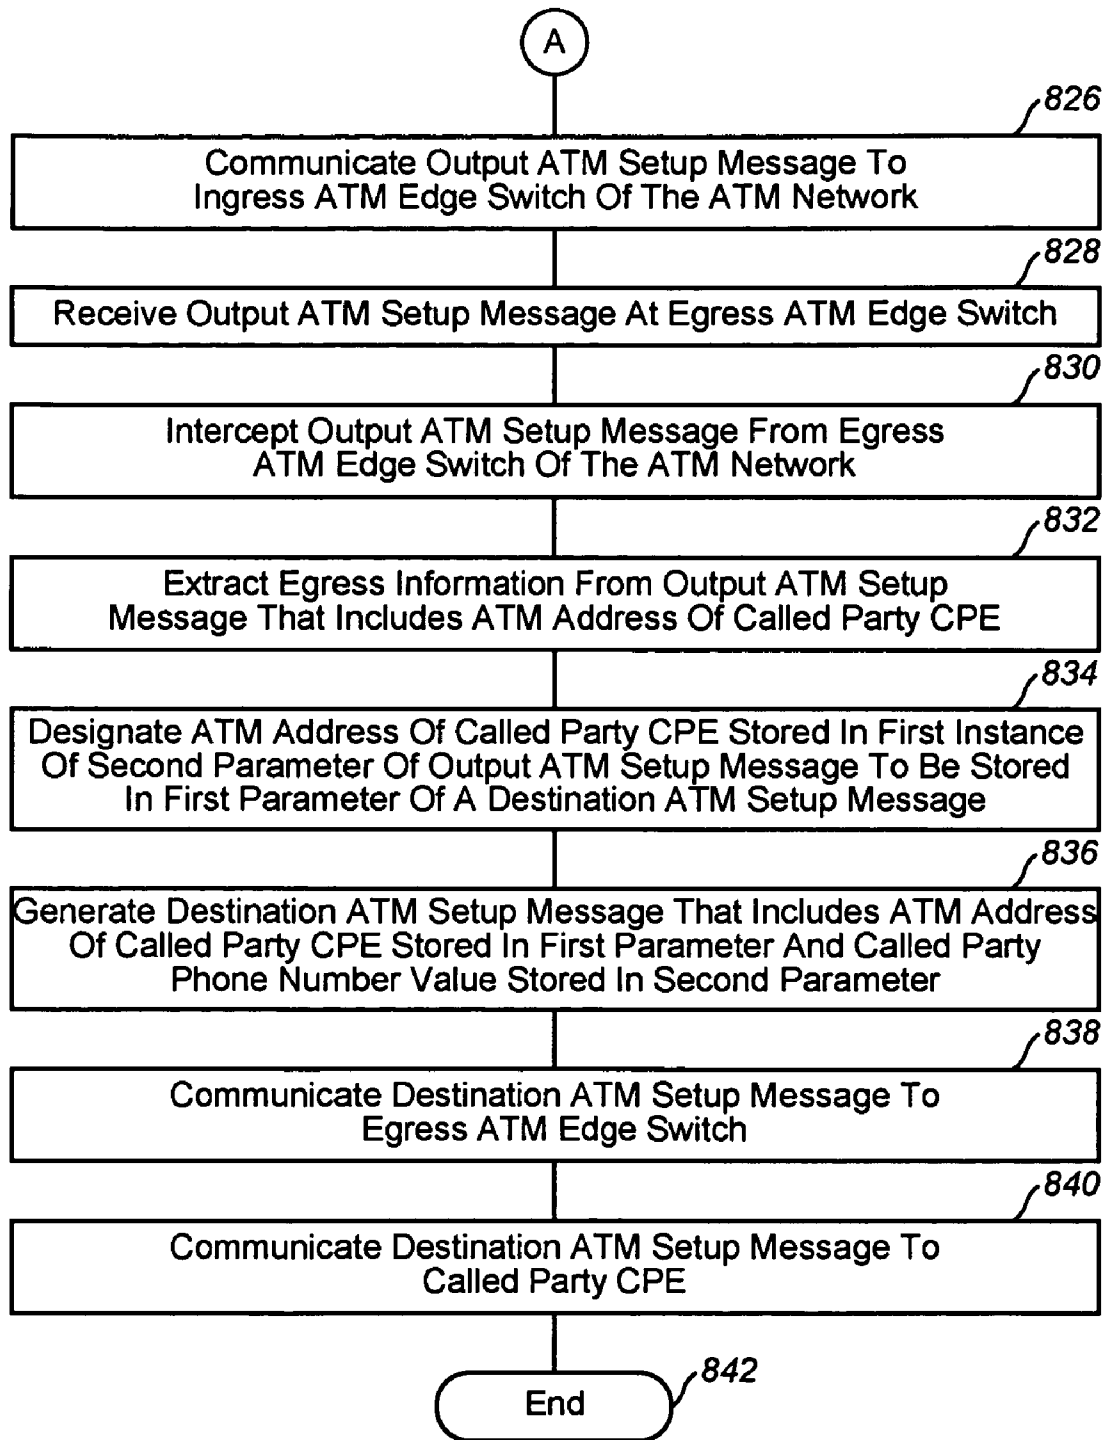 A
826
Communicate Output ATM Setup Message To
Ingress ATM Edge Switch Of The ATM Network
828
Receive Output ATM Setup Message At Egress ATM Edge Switch
830
Intercept Output ATM Setup Message From Egress
ATM Edge Switch Of The ATM Network
832
Extract Egress Information From Output ATM Setup
Message That Includes ATM Address Of Called Party CPE
834
Designate ATM Address Of Called Party CPE Stored In First Instance
Of Second Parameter Of Output ATM Setup Message To Be Stored
In First Parameter Of A Destination ATM Setup Message
836
Generate Destination ATM Setup Message That Includes ATM Address
Of Called Party CPE Stored In First Parameter And Called Party
Phone Number Value Stored In Second Parameter
838
Communicate Destination ATM Setup Message To
Egress ATM Edge Switch
840
Communicate Destination ATM Setup Message To
Called Party CPE
842
End